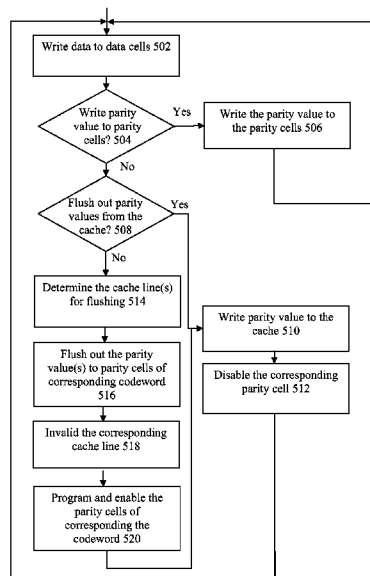 Write data to data cells 502
Write parity
value to parity
cells? 504
Yes
Write the parity value to
the parity cells 506
No
Flush out parity
values from the
cache? 508
Yes
No
Determine the cache line(s)
for flushing 514
Write parity value to the
cache 510
Flush out the parity
value(s) to parity cells of
corresponding codeword
516
Disable the corresponding
parity cell 512
Invalid the corresponding
cache line 518
Program and enable the
parity cells of
corresponding the
codeword 520